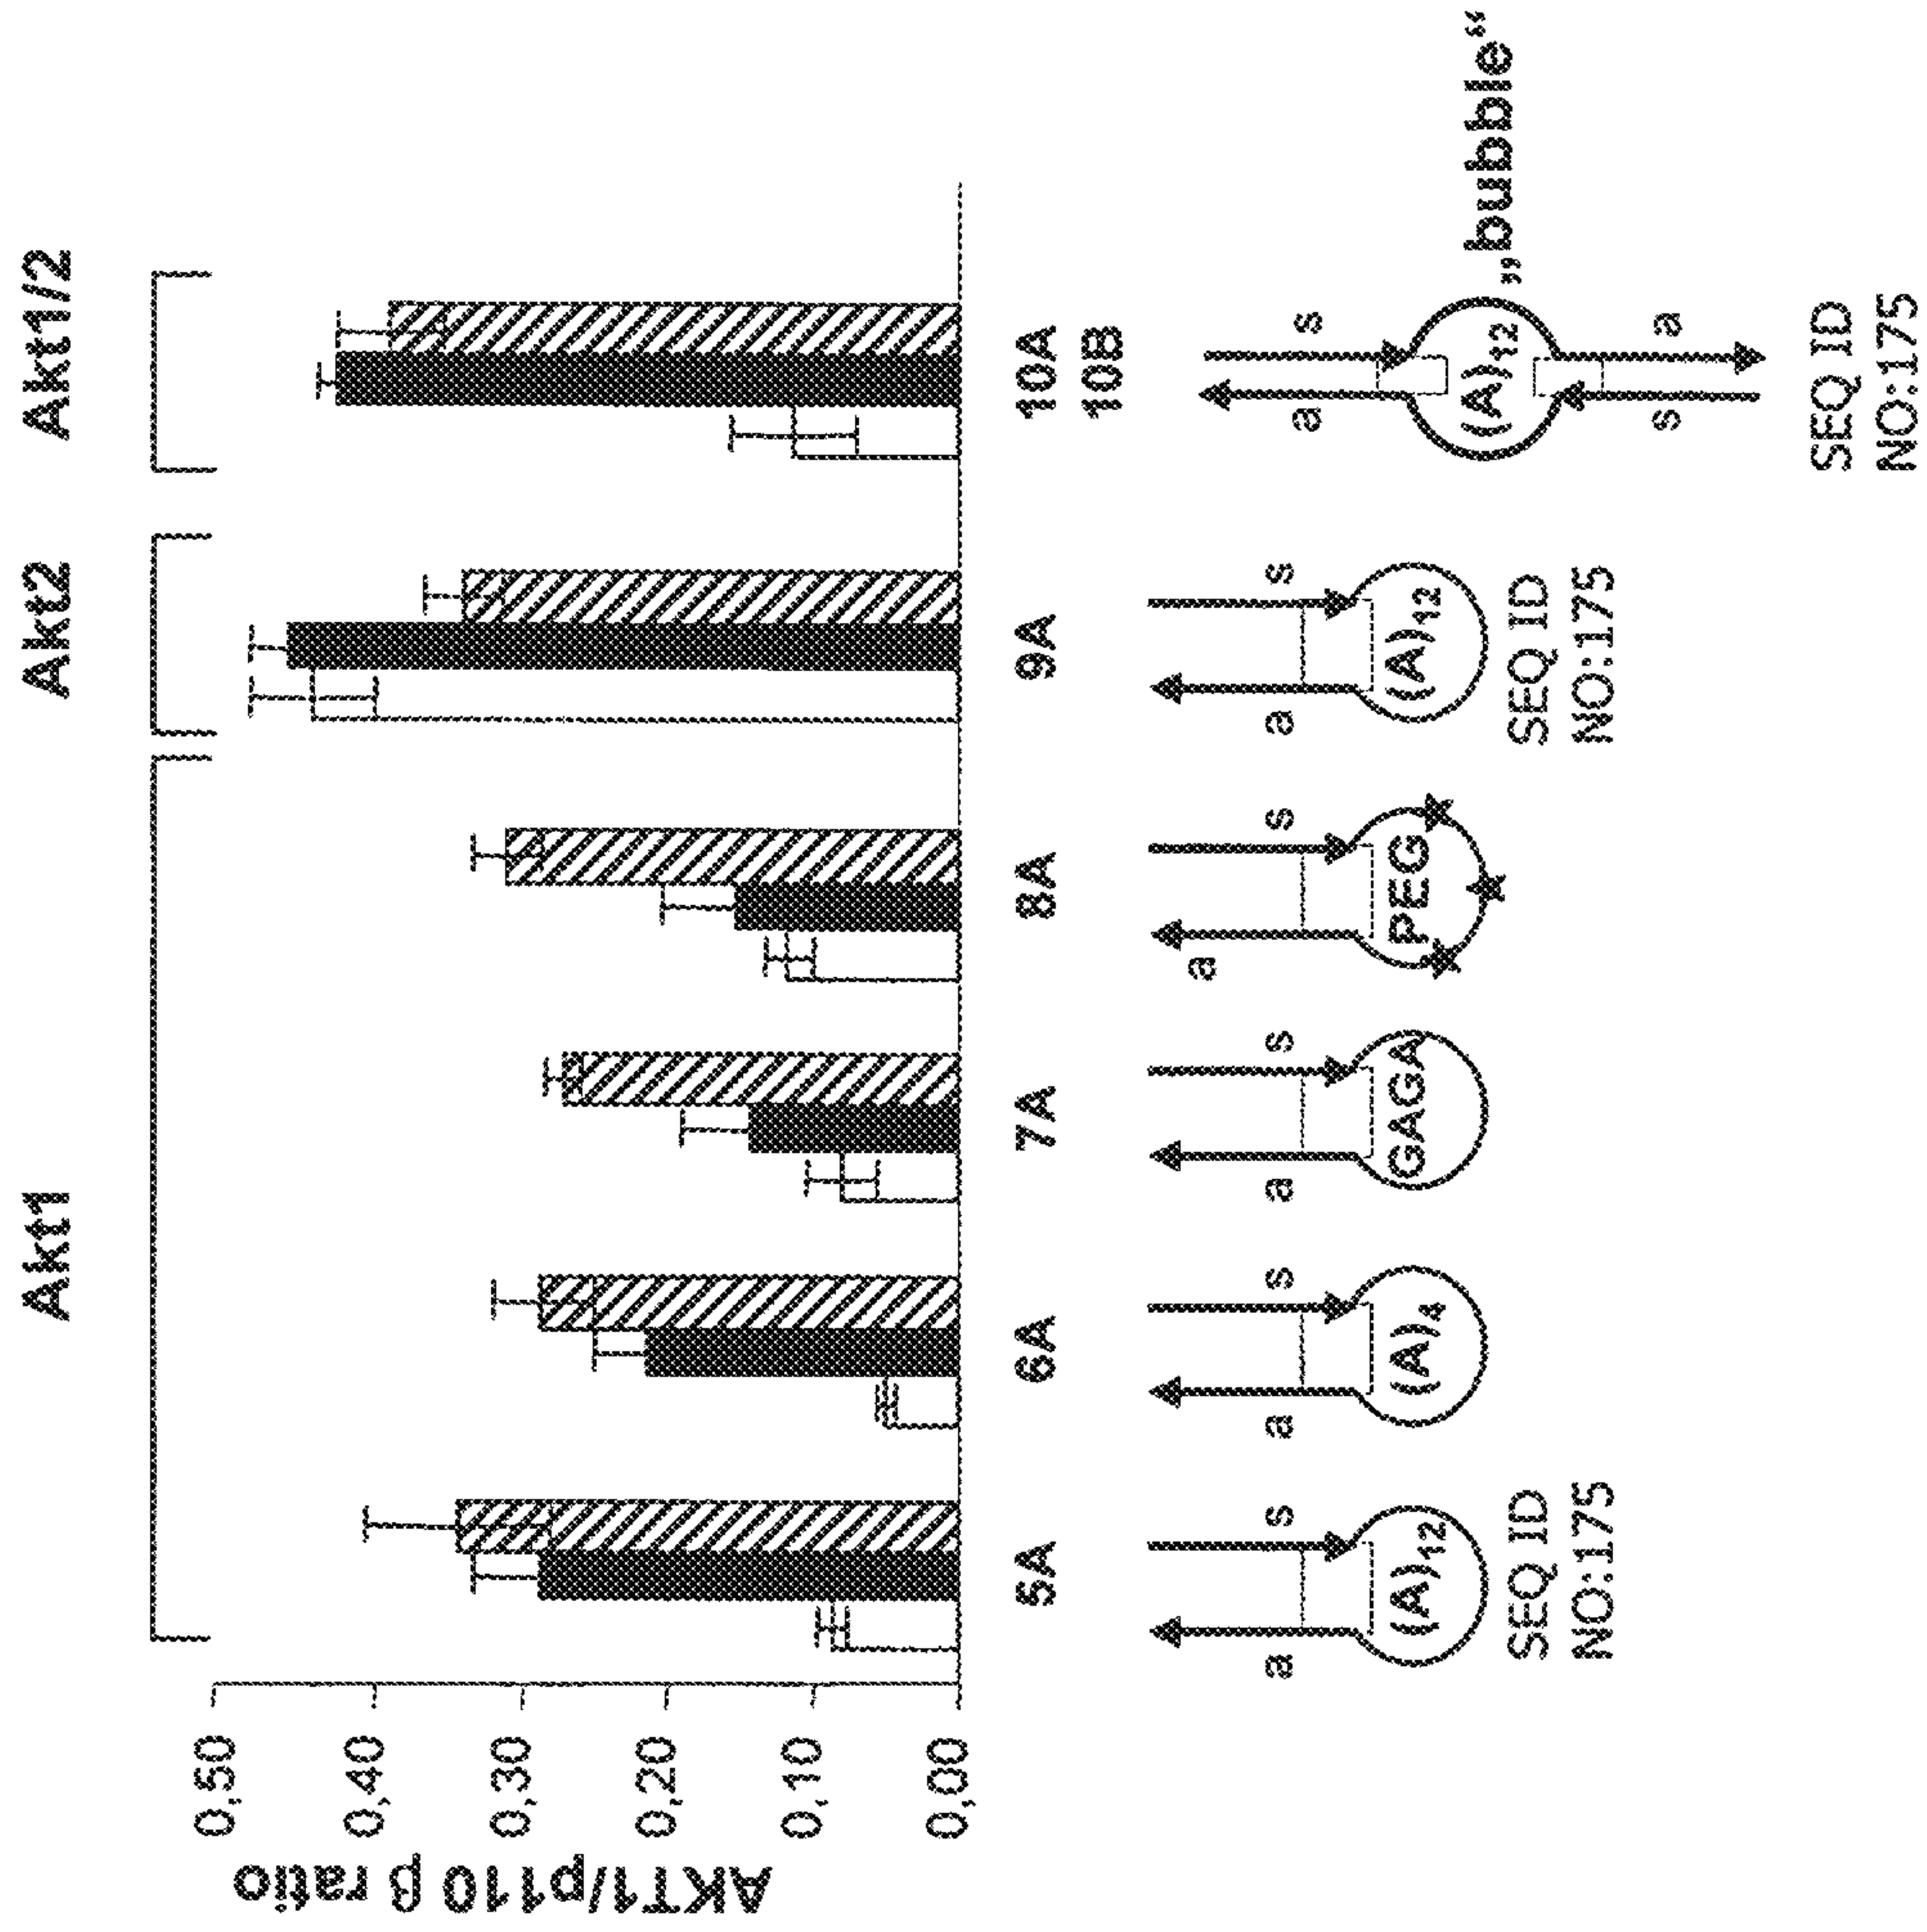 Akt1
Akt2
Akt1/2
AKT1/p110 β ratio
0,50
0,40
0,30
0,20
0,10
0,00
5A
6A
7A
8A
9A
10A
10B
a
s
(A)12
SEQ ID
NO:175
a
s
(A)4
a
s
GAGA
a
s
PEG
a
s
(A)12
SEQ ID
NO:175
a
s
(A)12
s
a
„bubble“
SEQ ID
NO:175